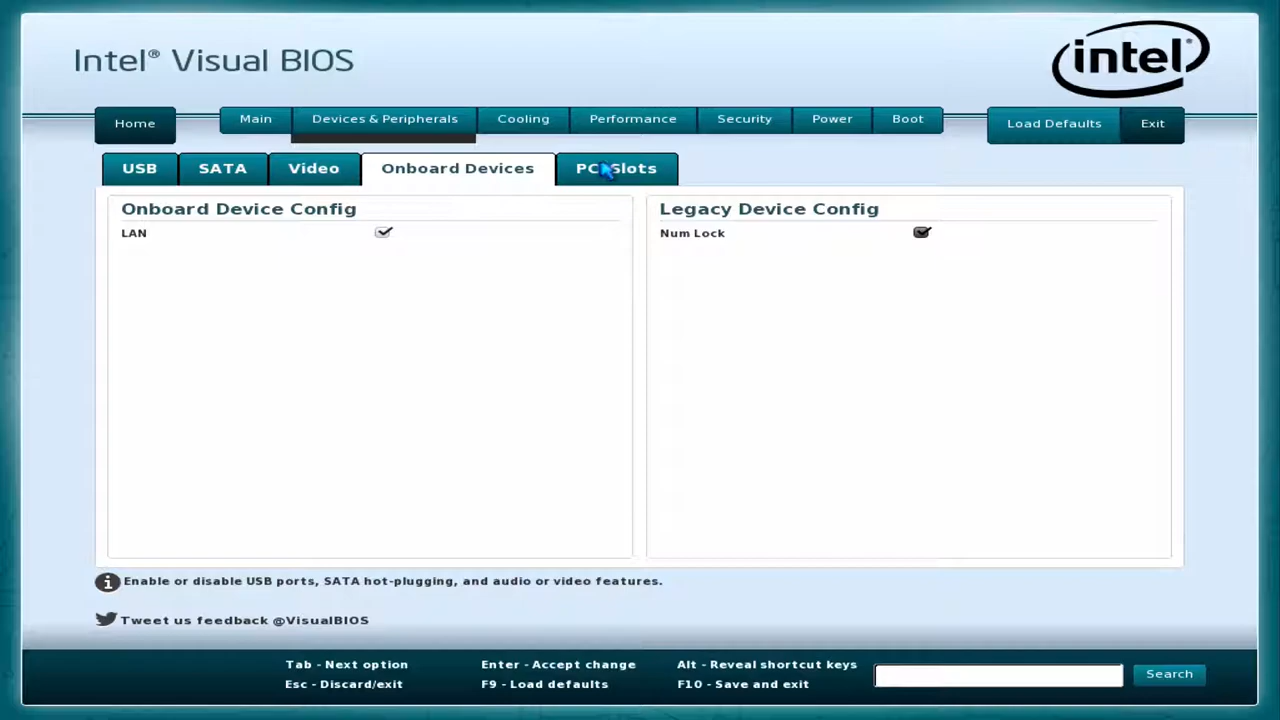 Intel® Visual BIOS
intel®
Home
Main
Devices & Peripherals
Cooling
Performance
Security
Power
Boot
Load Defaults
Exit
USB
SATA
Video
Onboard Devices
Slots
Onboard Device Config
LAN
Legacy Device Config
Num Lock
Enable or disable USB ports, SATA hot-plugging, and audio or video features.
Tweet us feedback @VisualBIOS
Tab - Next option
Enter - Accept change
Alt - Reveal shortcut keys
Esc - Discard/exit
F9 - Load defaults
F10 - Save and exit
Search